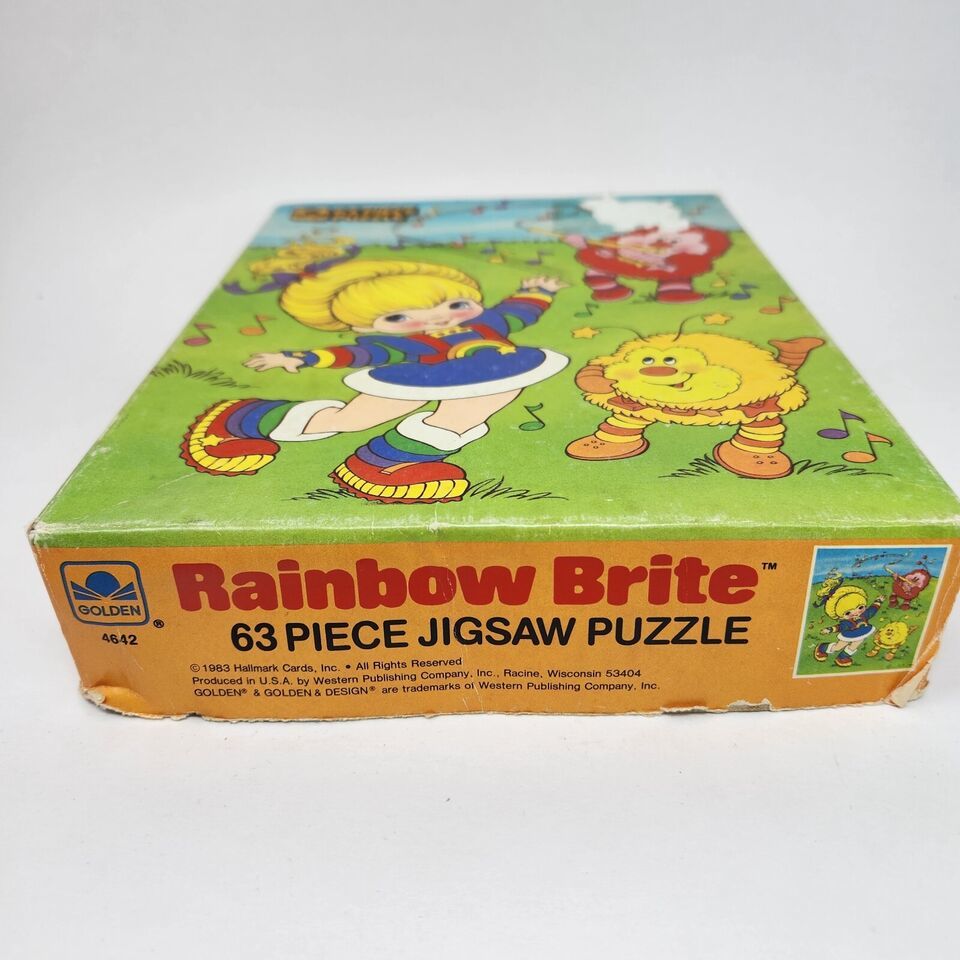 Rainbow Brite™
63 PIECE JIGSAW PUZZLE
GOLDEN®
4642
© 1983 Hallmark Cards, Inc. • All Rights Reserved
Produced in U.S.A. by Western Publishing Company, Inc., Racine, Wisconsin 53404
GOLDEN® & GOLDEN & DESIGN® are trademarks of Western Publishing Company, Inc.